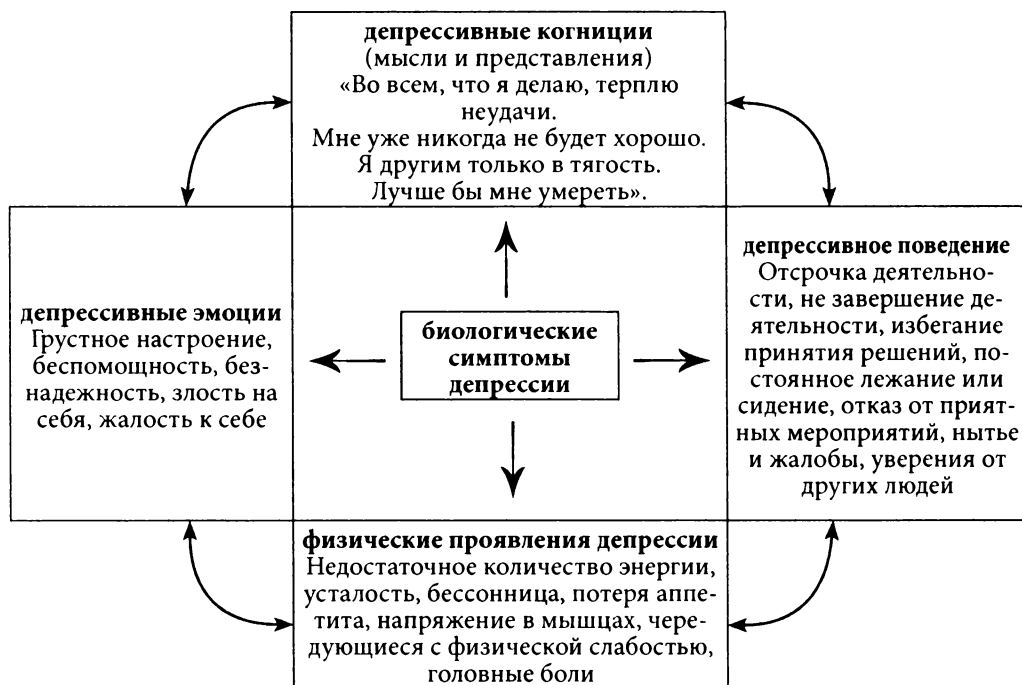 депрессивные когниции
(мысли и представления)
«Во всем, что я делаю, терплю
неудачи.
Мне уже никогда не будет хорошо.
Я другим только в тягость.
Лучше бы мне умереть».
депрессивные эмоции
Грустное настроение,
беспомощность, без-
надежность, злость на
себя, жалость к себе
биологические
симптомы
депрессии
депрессивное поведение
Отсрочка деятельно-
сти, не завершение де-
ятельности, избегание
принятия решений, по-
стоянное лежание или
сидение, отказ от прият-
ных мероприятий, нытье
и жалобы, уверения от
других людей
физические проявления депрессии
Недостаточное количество энергии,
усталость, бессонница, потеря аппе-
тита, напряжение в мышцах, чере-
дующиеся с физической слабостью,
головные боли